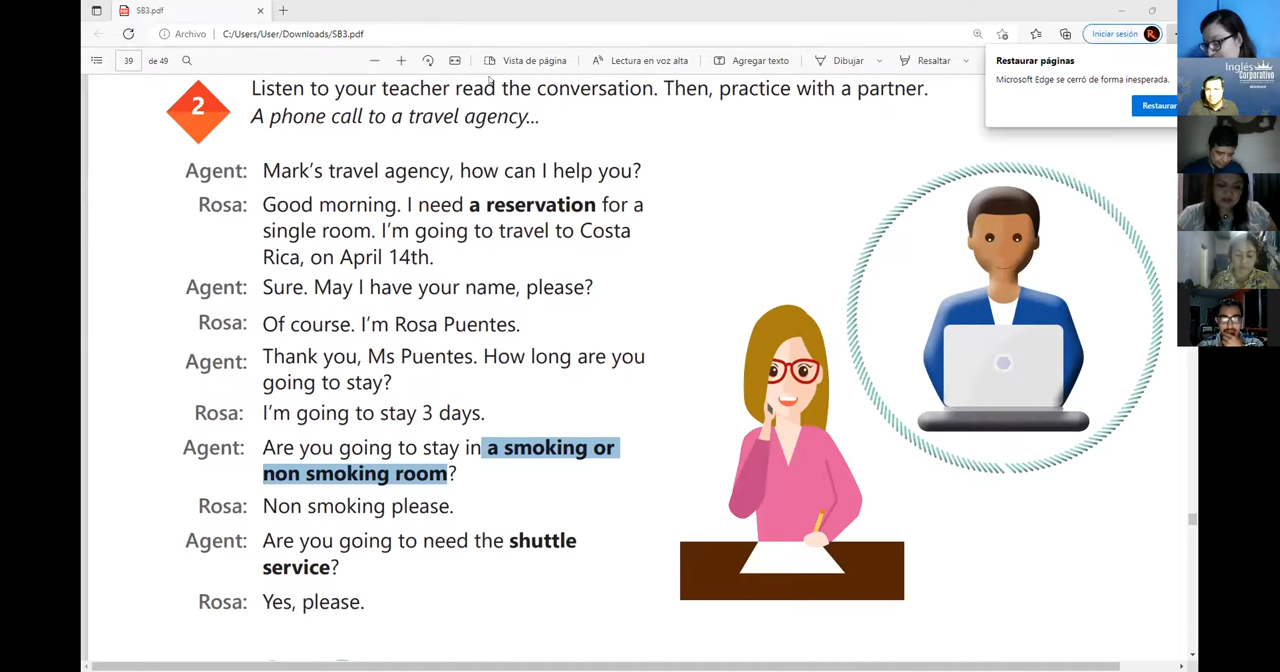 SB3.pdf
Archivo C:/Users/User/Downloads/SB3.pdf Iniciar sesión R
39 de 49 Vista de página Lectura en voz alta Agregar texto Dibujar Resaltar
Restaurar páginas
Microsoft Edge se cerró de forma inesperada.
Restaurar
Inglés
Corporativo
2
Listen to your teacher read the conversation. Then, practice with a partner.
A phone call to a travel agency...
Agent: Mark's travel agency, how can I help you?
Rosa: Good morning. I need a reservation for a
single room. I'm going to travel to Costa
Rica, on April 14th.
Agent: Sure. May I have your name, please?
Rosa: Of course. I'm Rosa Puentes.
Agent: Thank you, Ms Puentes. How long are you
going to stay?
Rosa: I'm going to stay 3 days.
Agent: Are you going to stay in a smoking or
non smoking room?
Rosa: Non smoking please.
Agent: Are you going to need the shuttle
service?
Rosa: Yes, please.